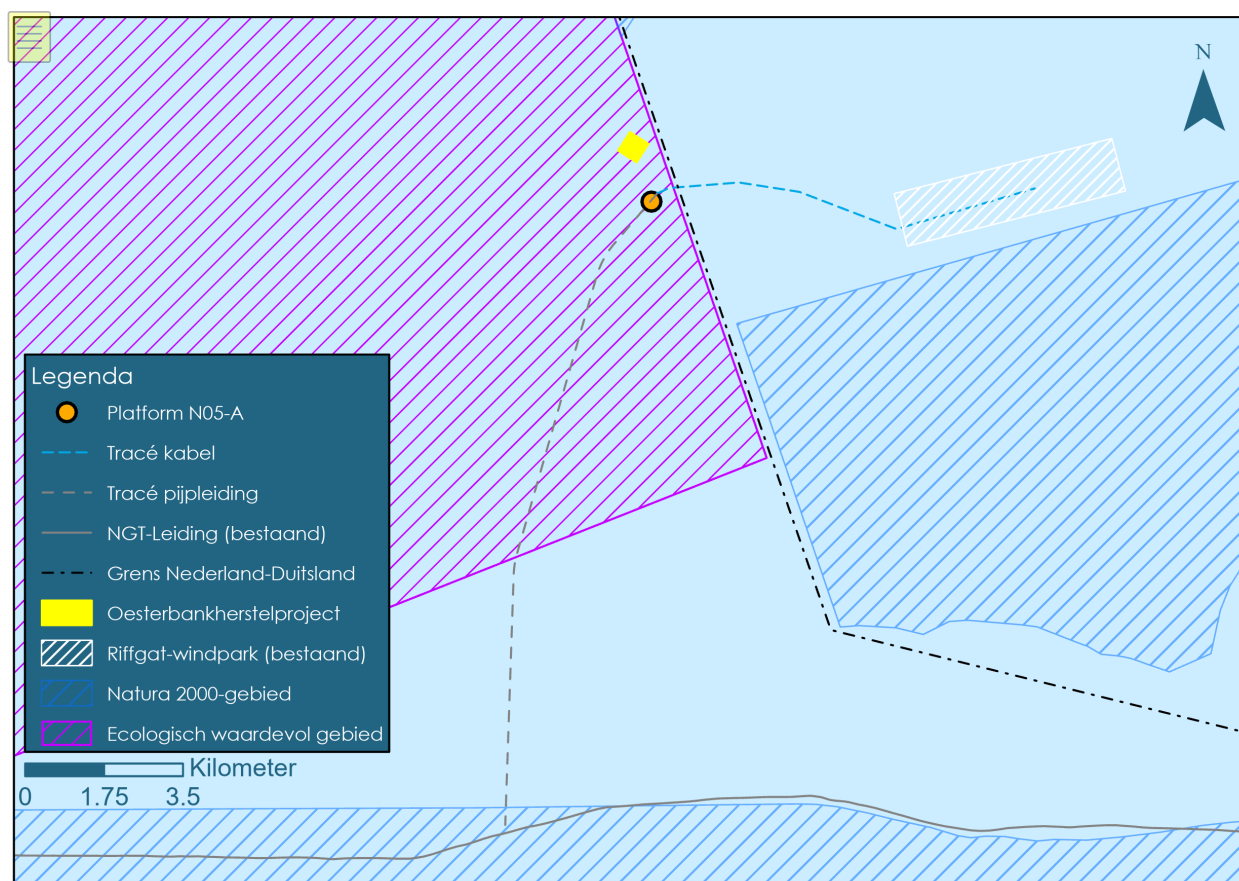 N
Legenda
Platform N05-A
Tracé kabel
Tracé pijpleiding
NGT-Leiding (bestaand)
Grens Nederland-Duitsland
Oesterbankherstelproject
Riffgat-windpark (bestaand)
Natura 2000-gebied
Ecologisch waardevol gebied
Kilometer
0 1.75 3.5